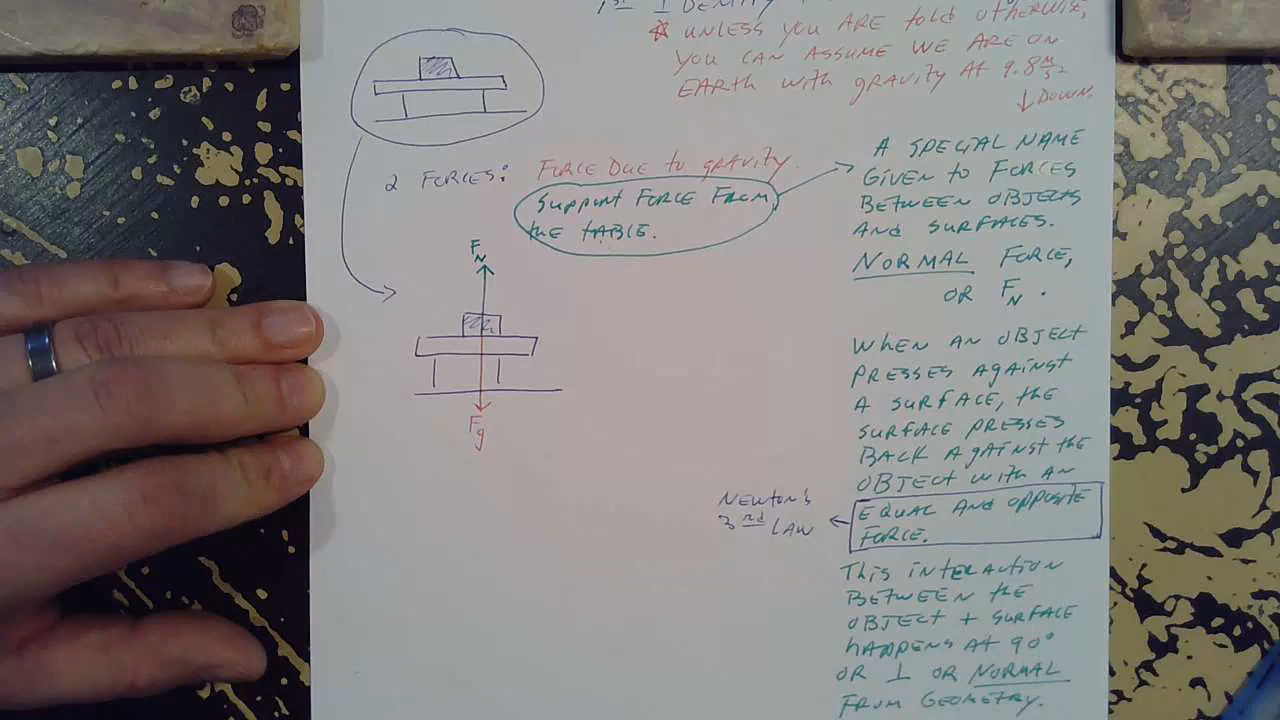 1st IDENTIFY
* UNLESS YOU ARE told OTHERWISE,
YOU CAN ASSUME WE ARE ON
EARTH with gRAVITY At 9.8 m/s²
↓ DOWN.
2 FORCES: FORCE DUE to gRAVITY.
SUPPORT FORCE FROM
the tABLE.
A SPECIAL NAME
GIVEN to FORCES
BETWEEN OBJECTS
AND SURFACES.
NORMAL FORCE,
OR FN.
FN
Fg
WHEN AN OBJECT
PRESSES AGAINST
A SURFACE, the
SURFACE PRESSES
BACK AGAINST the
OBJECT WITH AN
EQUAL AND OPPOSITE
FORCE.
NEWTON'S
3rd LAW
THIS INTERACTION
BETWEEN the
OBJECT + SURFACE
HAPPENS AT 90°
OR ⊥ OR NORMAL
FROM GEOMETRY.